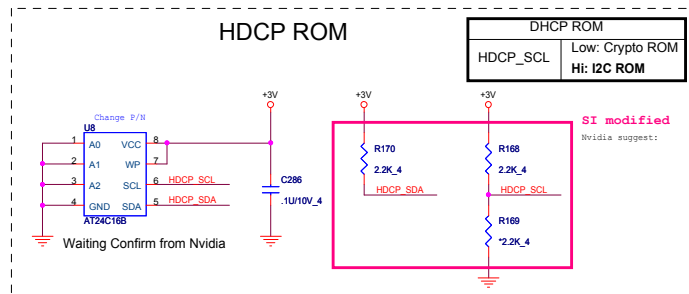 HDCP ROM
DHCP ROM
HDCP_SCL
Low: Crypto ROM
Hi: I2C ROM
Change P/N
U8
1 A0 VCC 8
2 A1 WP 7
3 A2 SCL 6 HDCP_SCL
4 GND SDA 5 HDCP_SDA
AT24C16B
Waiting Confirm from Nvidia
+3V
C286
.1U/10V_4
+3V
R170
2.2K_4
HDCP_SDA
+3V
R168
2.2K_4
HDCP_SCL
R169
*2.2K_4
SI modified
Nvidia suggest: